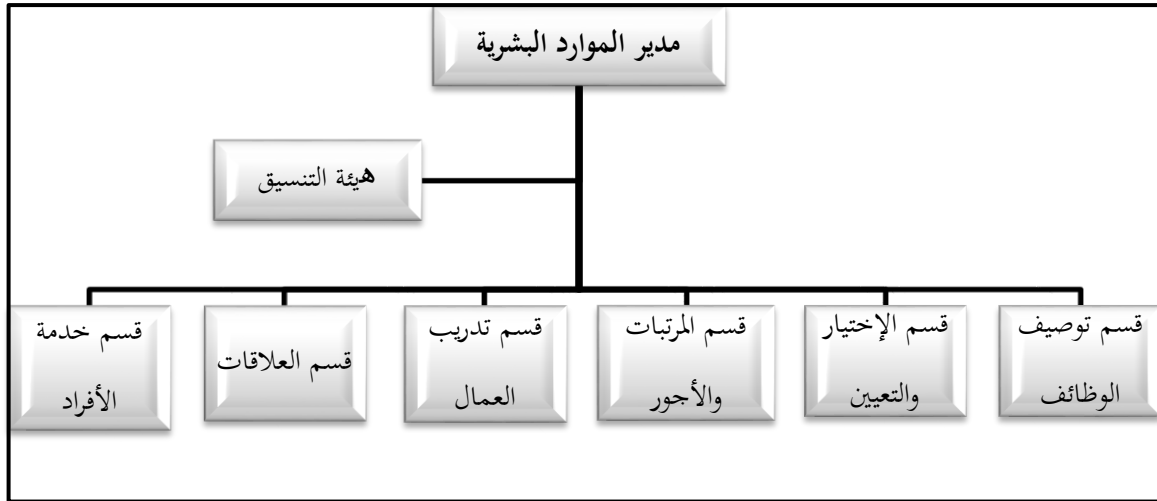 مدير الموارد البشرية
هيئة التنسيق
قسم توصيف
الوظائف
قسم الإختيار
والتعيين
قسم المرتبات
والأجور
قسم تدريب
العمال
قسم العلاقات
قسم خدمة
الأفراد